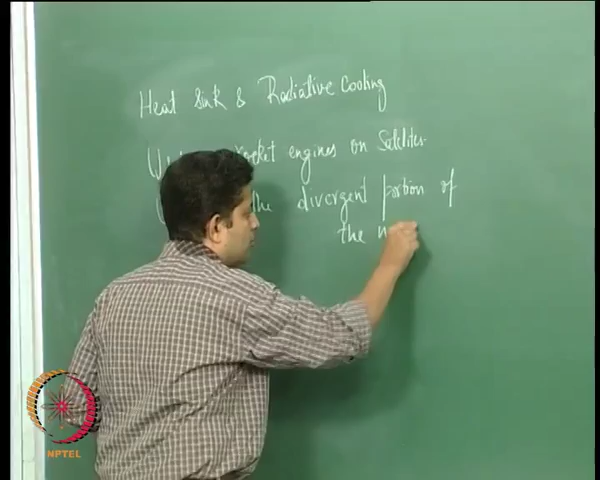 Heat Sink & Radiative Cooling
rocket engines on Satellites
the divergent portion of
the
NPTEL